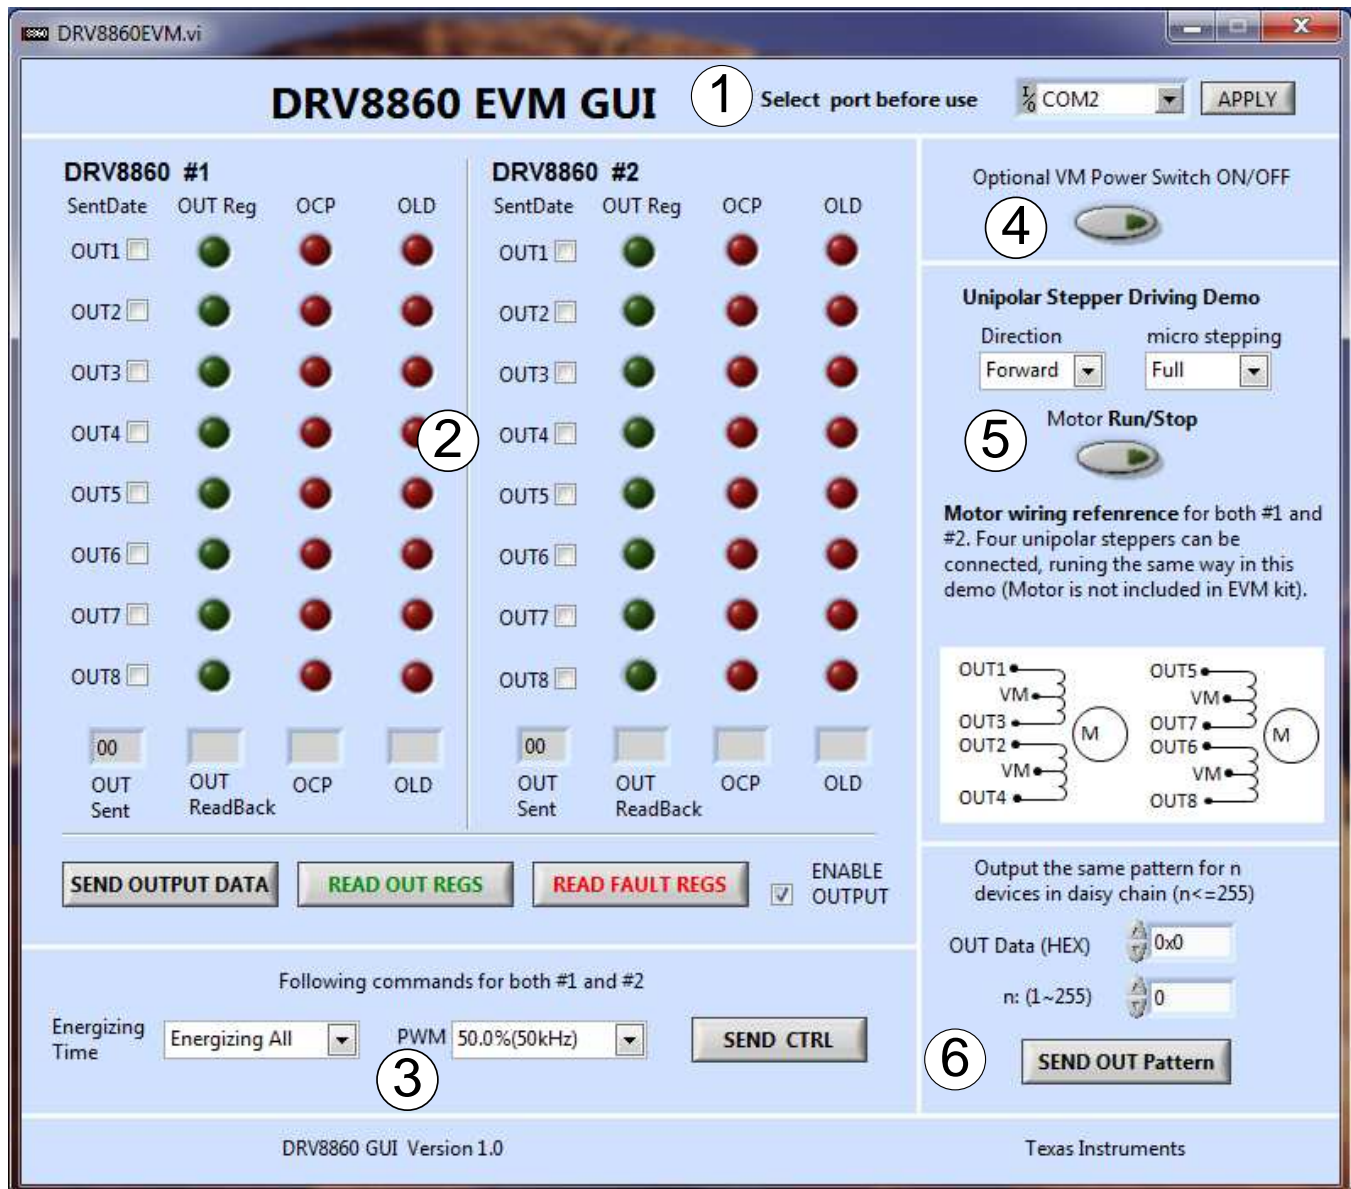 8860 DRV8860EVM.vi
DRV8860 EVM GUI
1
Select port before use
I/O COM2
APPLY
DRV8860 #1
SentDate OUT Reg OCP OLD
OUT1
OUT2
OUT3
OUT4
OUT5
OUT6
OUT7
OUT8
00
OUT Sent
OUT ReadBack
OCP
OLD
2
DRV8860 #2
SentDate OUT Reg OCP OLD
OUT1
OUT2
OUT3
OUT4
OUT5
OUT6
OUT7
OUT8
00
OUT Sent
OUT ReadBack
OCP
OLD
SEND OUTPUT DATA
READ OUT REGS
READ FAULT REGS
ENABLE
OUTPUT
Following commands for both #1 and #2
Energizing
Time
Energizing All
PWM 50.0%(50kHz)
SEND CTRL
3
Optional VM Power Switch ON/OFF
4
Unipolar Stepper Driving Demo
Direction micro stepping
Forward Full
Motor Run/Stop
5
Motor wiring refenrence for both #1 and
#2. Four unipolar steppers can be
connected, runing the same way in this
demo (Motor is not included in EVM kit).
OUT1
VM
OUT3
OUT2
VM
OUT4
M
OUT5
VM
OUT7
OUT6
VM
OUT8
M
Output the same pattern for n
devices in daisy chain (n<=255)
OUT Data (HEX) 0x0
n: (1~255) 0
6
SEND OUT Pattern
DRV8860 GUI Version 1.0
Texas Instruments